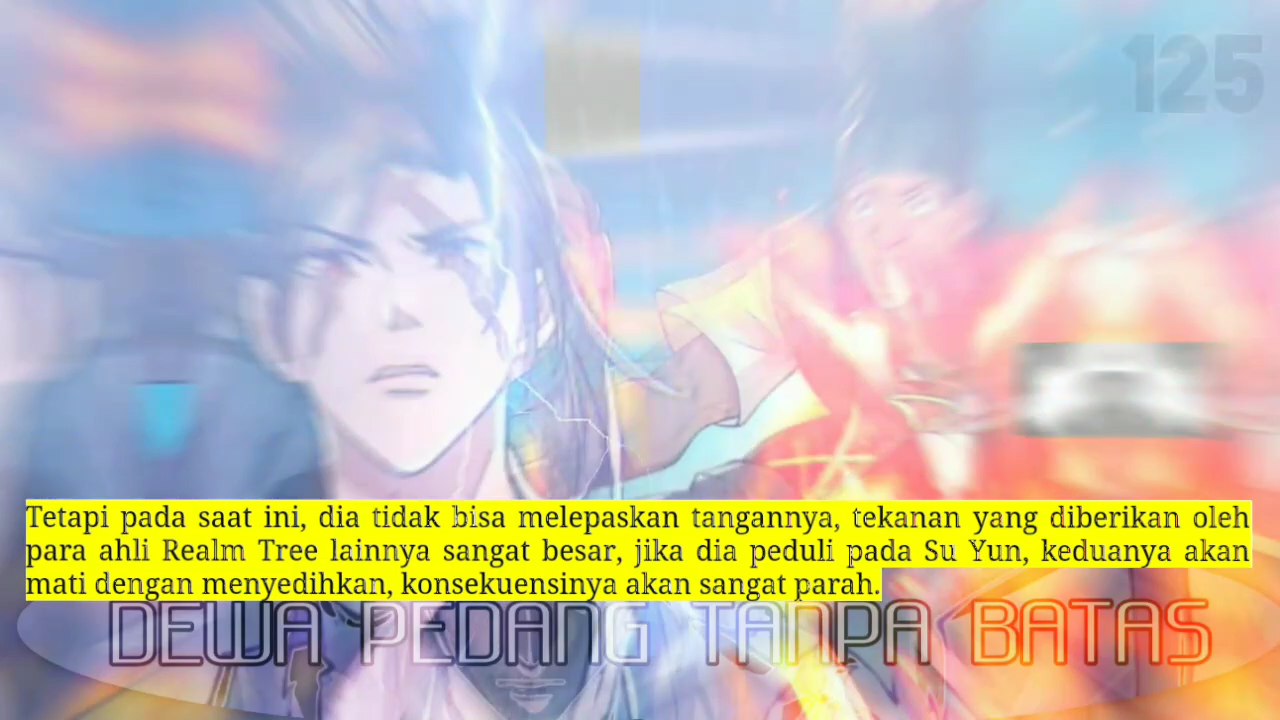 125
Tetapi pada saat ini, dia tidak bisa melepaskan tangannya, tekanan yang diberikan oleh
para ahli Realm Tree lainnya sangat besar, jika dia peduli pada Su Yun, keduanya akan
mati dengan menyedihkan, konsekuensinya akan sangat parah.
DEWA PEDANG TANPA BATAS